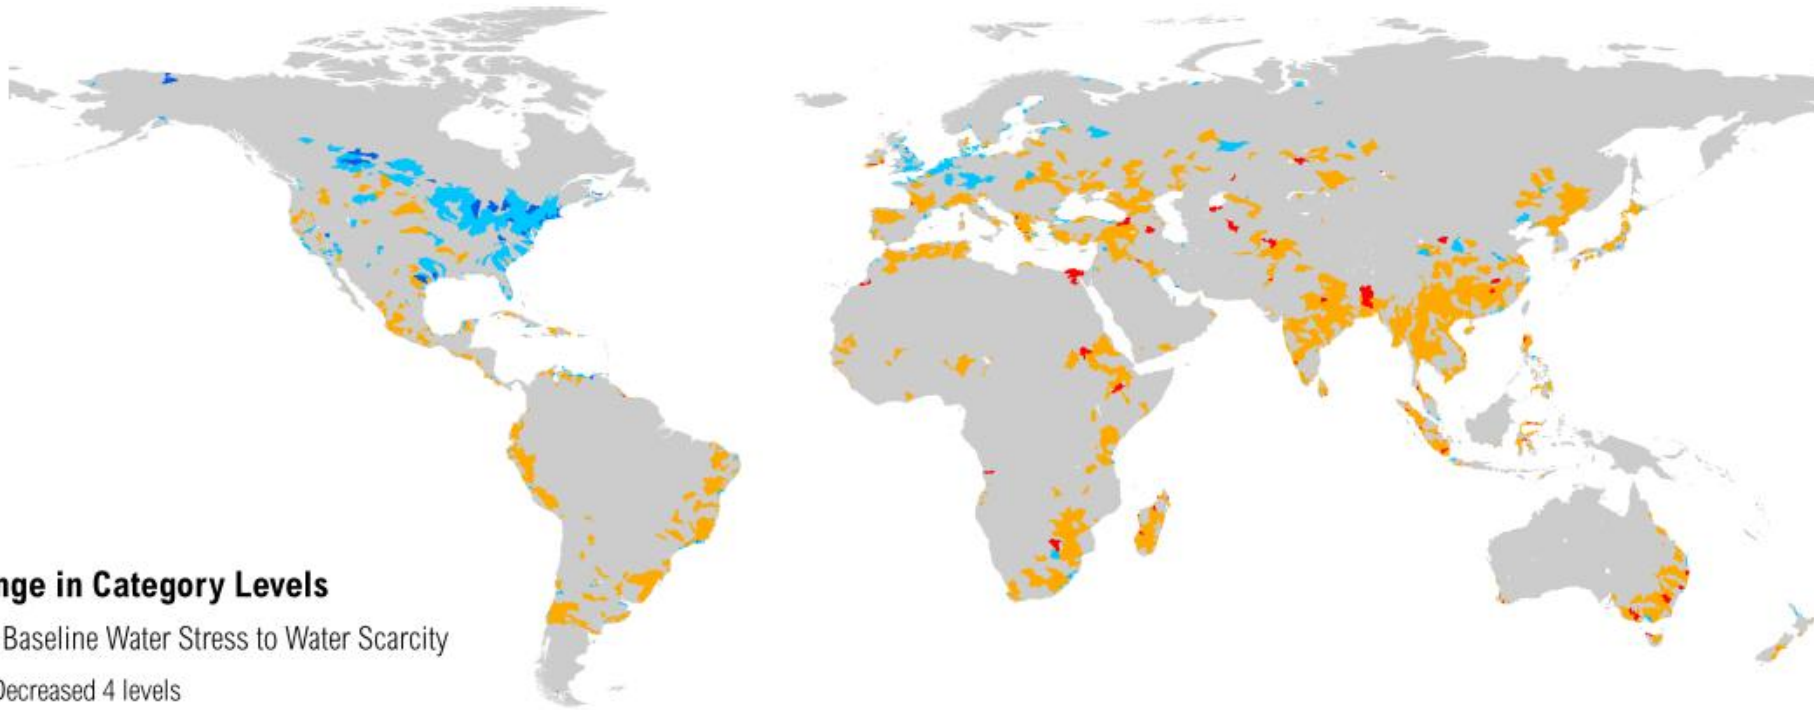 nge in Category Levels
Baseline Water Stress to Water Scarcity
Decreased 4 levels